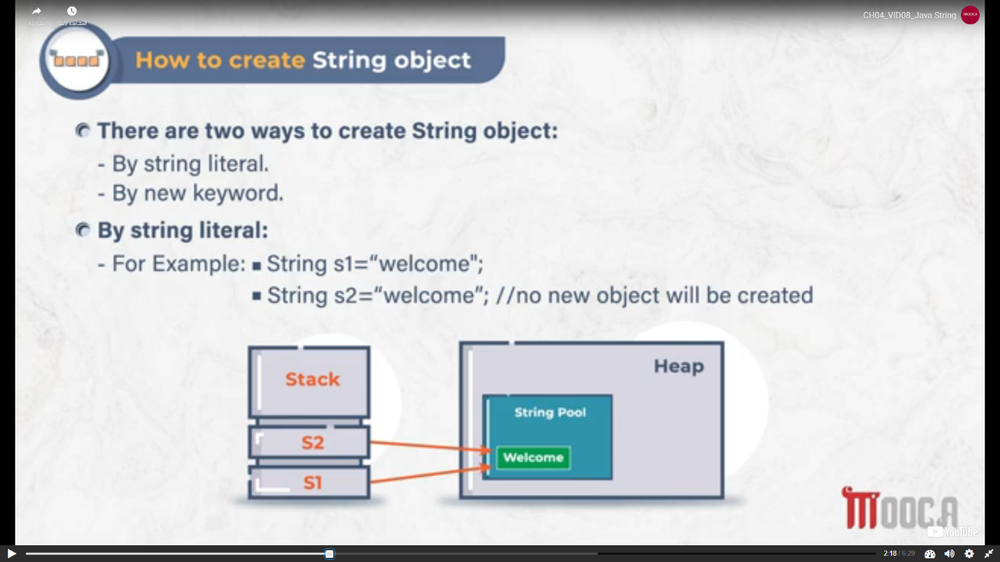 CH04_VID08_Java String
TMOOCA
How to create String object
There are two ways to create String object:
- By string literal.
- By new keyword.
By string literal:
- For Example: ▪ String s1=“welcome";
▪ String s2=“welcome”; //no new object will be created
Stack
S2
S1
Heap
String Pool
Welcome
MOOCA
YouTube
2:18 / 6:29